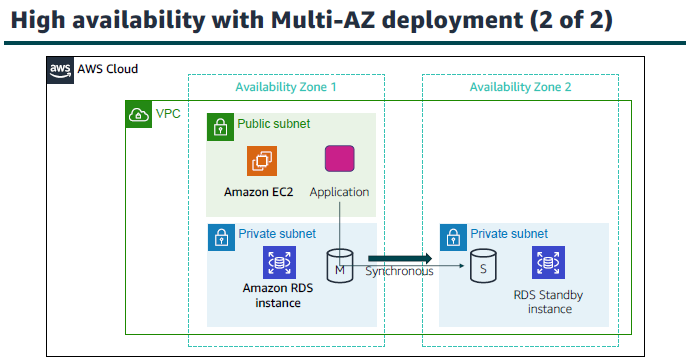 High availability with Multi-AZ deployment (2 of 2)
aws
AWS Cloud
Availability Zone 1
Availability Zone 2
VPC
Public subnet
Amazon EC2
Application
Private subnet
Private subnet
M
Synchronous
S
Amazon RDS
instance
RDS Standby
instance